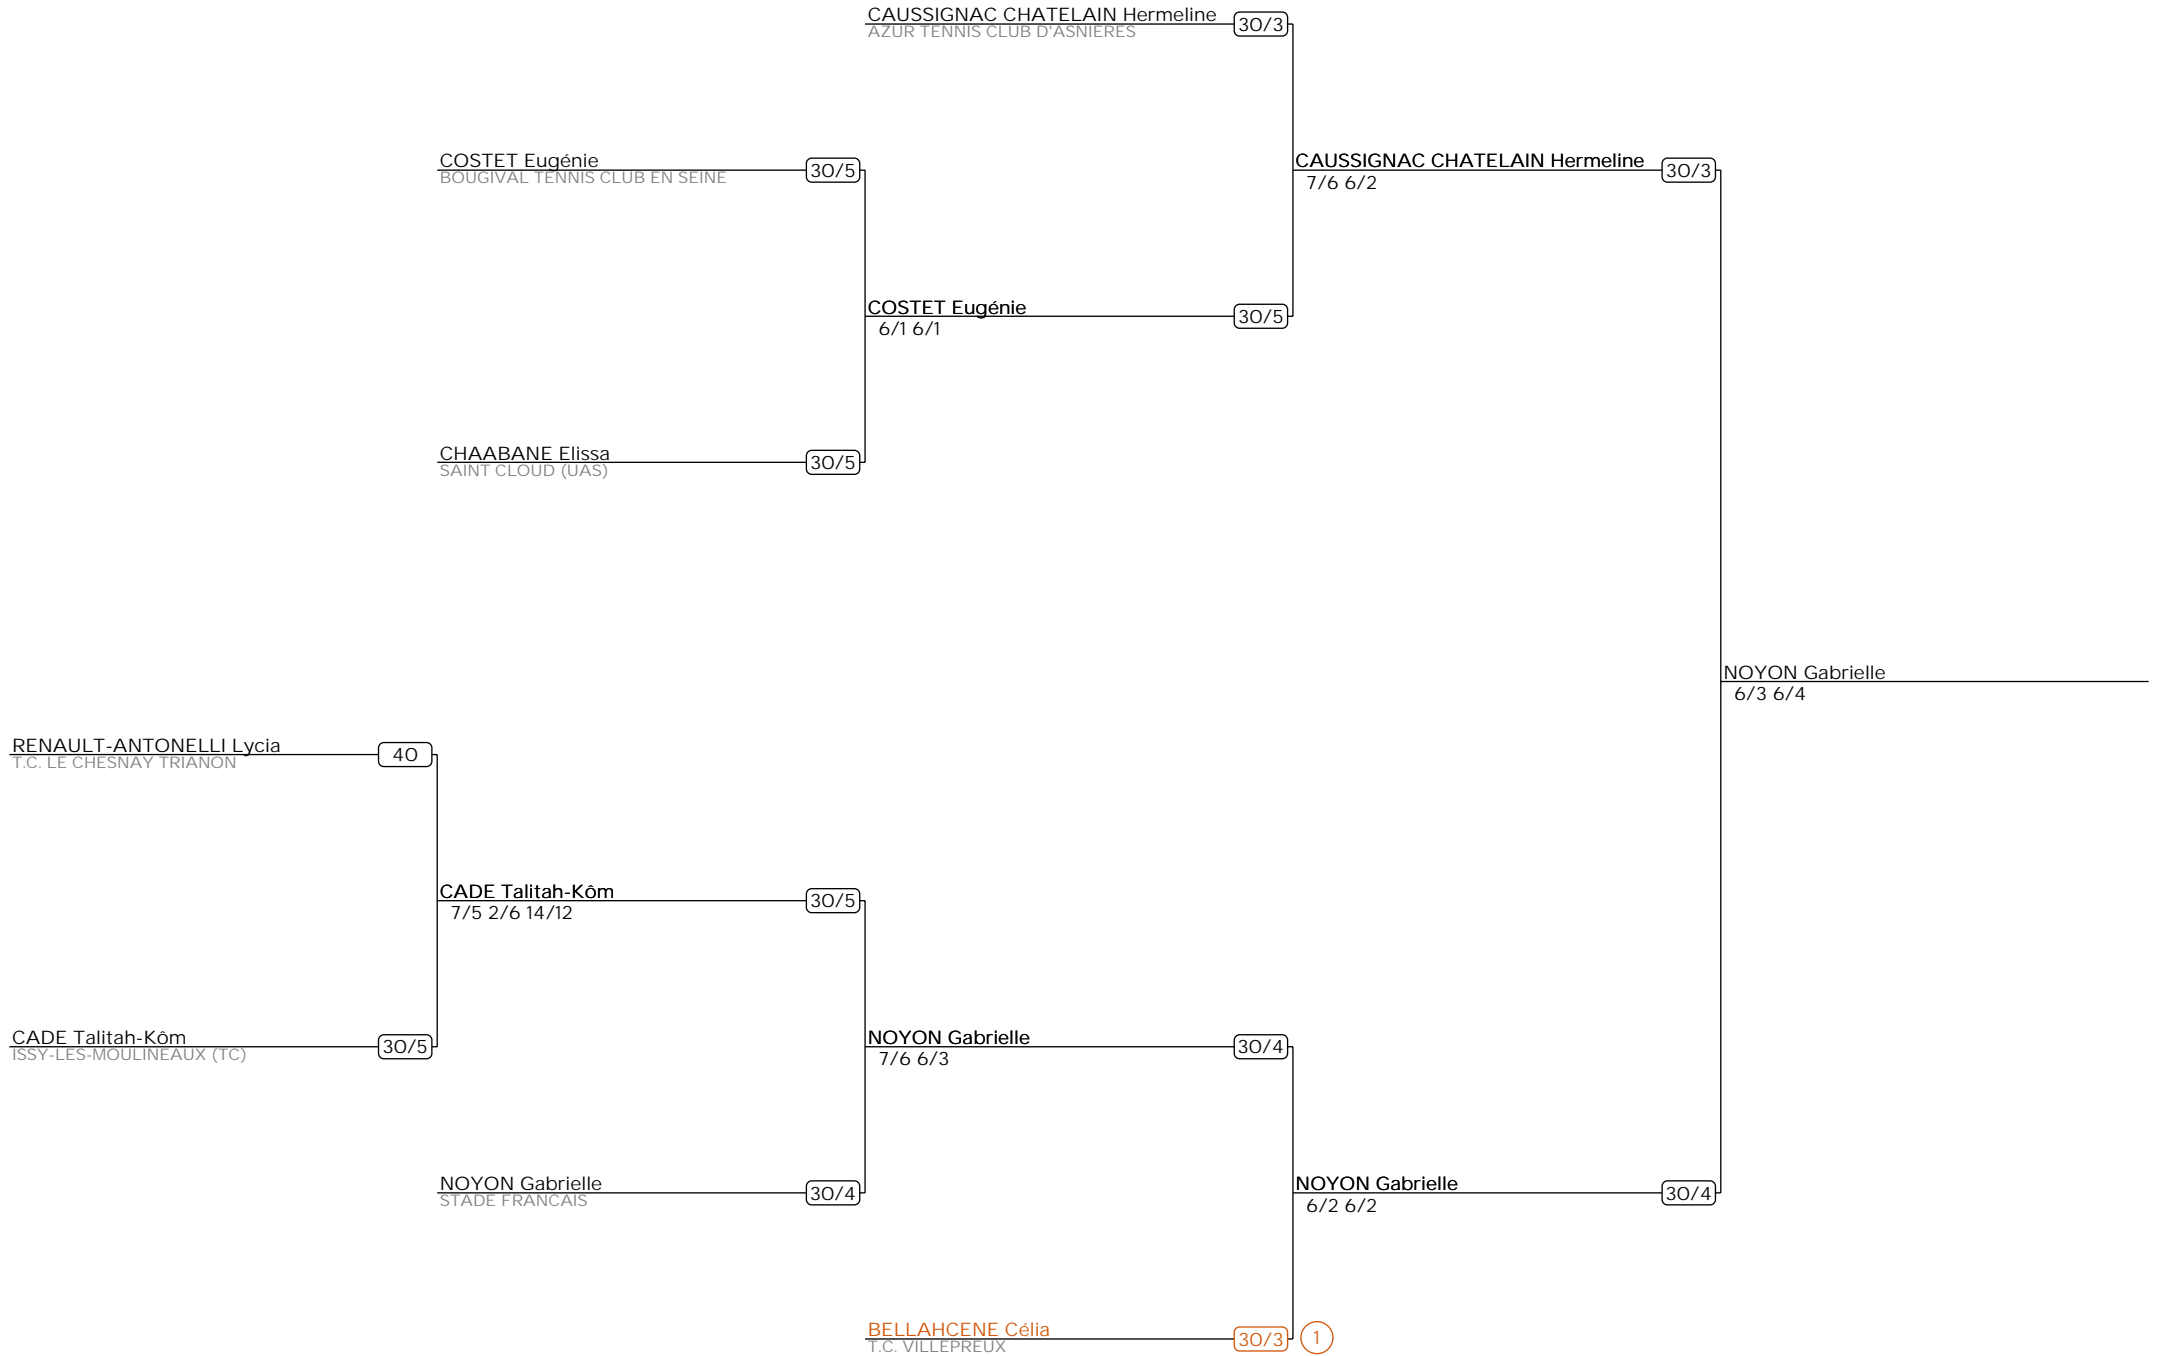 CAUSSIGNAC CHATELAIN Hermeline
AZUR TENNIS CLUB D'ASNIERES
30/3
COSTET Eugénie
BOUGIVAL TENNIS CLUB EN SEINE
30/5
CAUSSIGNAC CHATELAIN Hermeline
7/6 6/2
30/3
COSTET Eugénie
6/1 6/1
30/5
CHAABANE Elissa
SAINT CLOUD (UAS)
30/5
NOYON Gabrielle
6/3 6/4
RENAULT-ANTONELLI Lycia
T.C. LE CHESNAY TRIANON
40
CADE Talitah-Kôm
7/5 2/6 14/12
30/5
CADE Talitah-Kôm
ISSY-LES-MOULINEAUX (TC)
30/5
NOYON Gabrielle
7/6 6/3
30/4
NOYON Gabrielle
STADE FRANCAIS
30/4
NOYON Gabrielle
6/2 6/2
30/4
BELLAHCENE Célia
T.C. VILLEPREUX
30/3
1